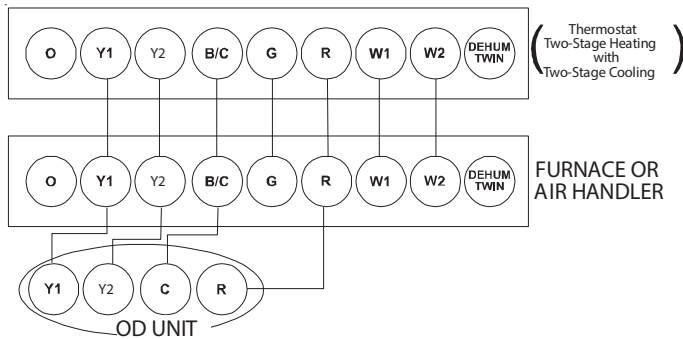 O Y1 Y2 B/C G R W1 W2 DEHUM TWIN
Thermostat
Two-Stage Heating
with
Two-Stage Cooling
O Y1 Y2 B/C G R W1 W2 DEHUM TWIN
FURNACE OR
AIR HANDLER
Y1 Y2 C R
OD UNIT